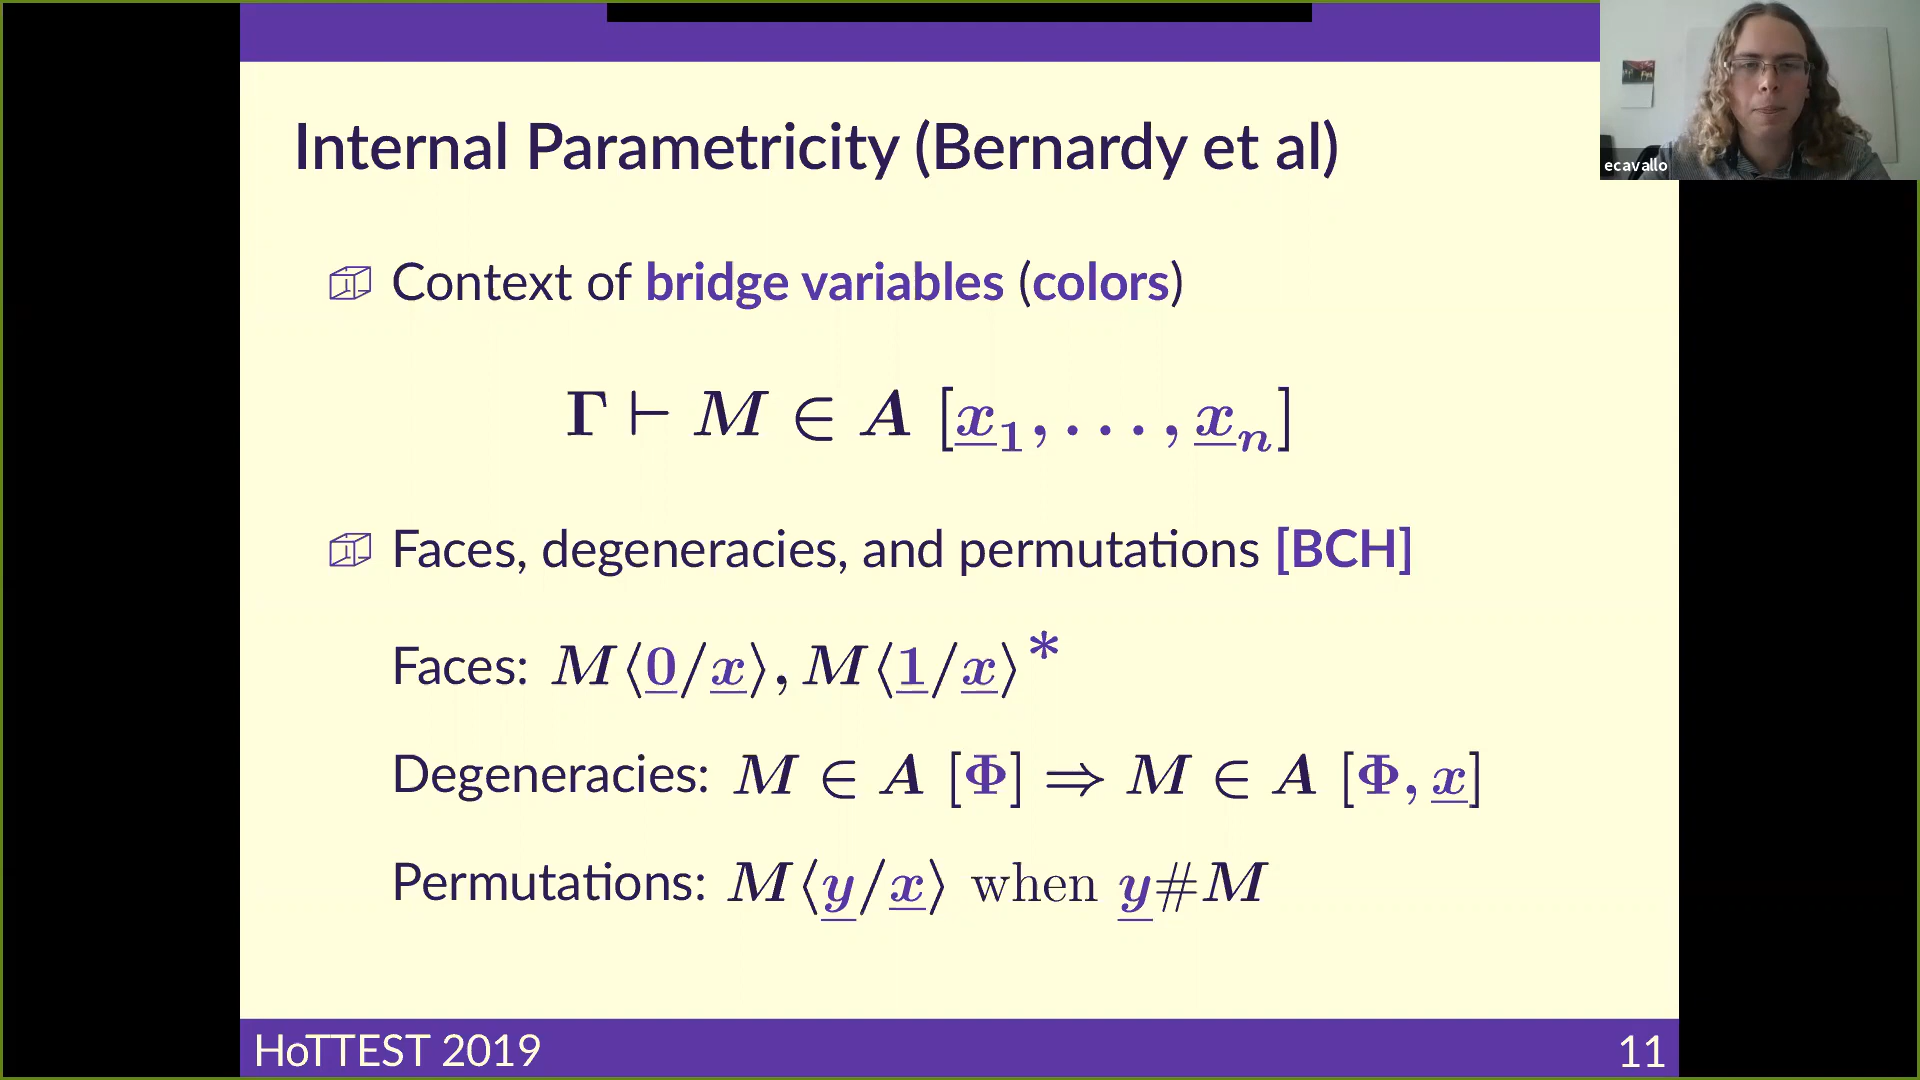 Internal Parametricity (Bernardy et al)
ecavallo
Context of bridge variables (colors)
Γ ⊢ M ∈ A [x₁, . . . , xₙ]
Faces, degeneracies, and permutations [BCH]
Faces: M⟨0/x⟩, M⟨1/x⟩*
Degeneracies: M ∈ A [Φ] ⇒ M ∈ A [Φ, x]
Permutations: M⟨y/x⟩ when y#M
HoTTEST 2019
11